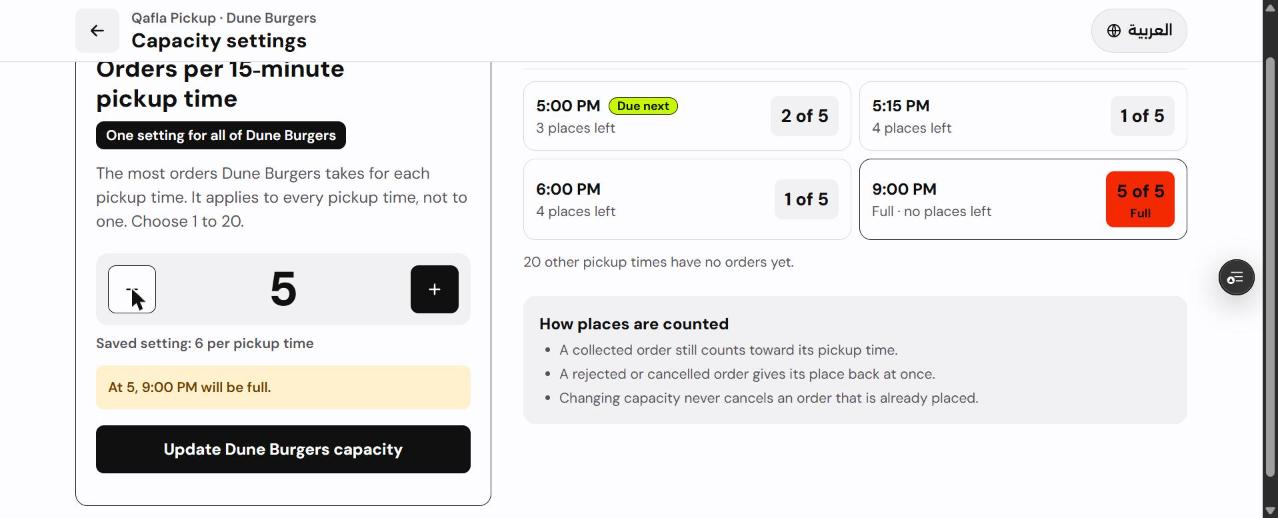 Qafla Pickup · Dune Burgers
Capacity settings
العربية
Orders per 15-minute
pickup time
One setting for all of Dune Burgers
The most orders Dune Burgers takes for each
pickup time. It applies to every pickup time, not to
one. Choose 1 to 20.
5
+
Saved setting: 6 per pickup time
At 5, 9:00 PM will be full.
Update Dune Burgers capacity
5:00 PM Due next
3 places left
2 of 5
5:15 PM
4 places left
1 of 5
6:00 PM
4 places left
1 of 5
9:00 PM
Full · no places left
5 of 5
Full
20 other pickup times have no orders yet.
How places are counted
• A collected order still counts toward its pickup time.
• A rejected or cancelled order gives its place back at once.
• Changing capacity never cancels an order that is already placed.